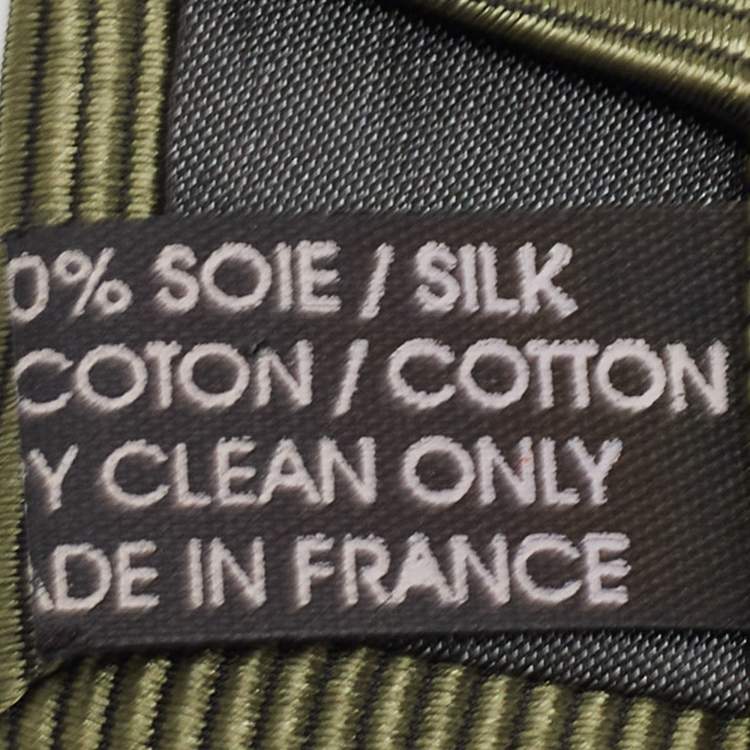 0% SOIE / SILK
COTON / COTTON
Y CLEAN ONLY
ADE IN FRANCE